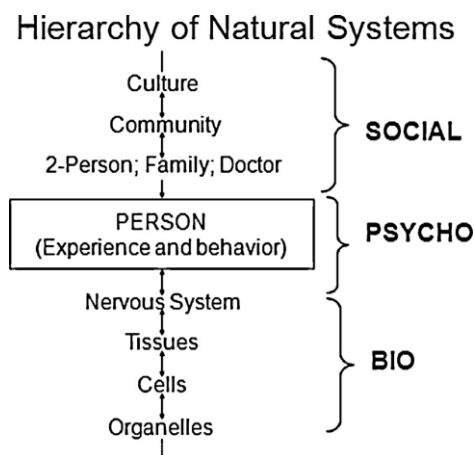 Hierarchy of Natural Systems
Culture
Community
2-Person; Family; Doctor
SOCIAL
PERSON
(Experience and behavior)
PSYCHO
Nervous System
Tissues
Cells
Organelles
BIO